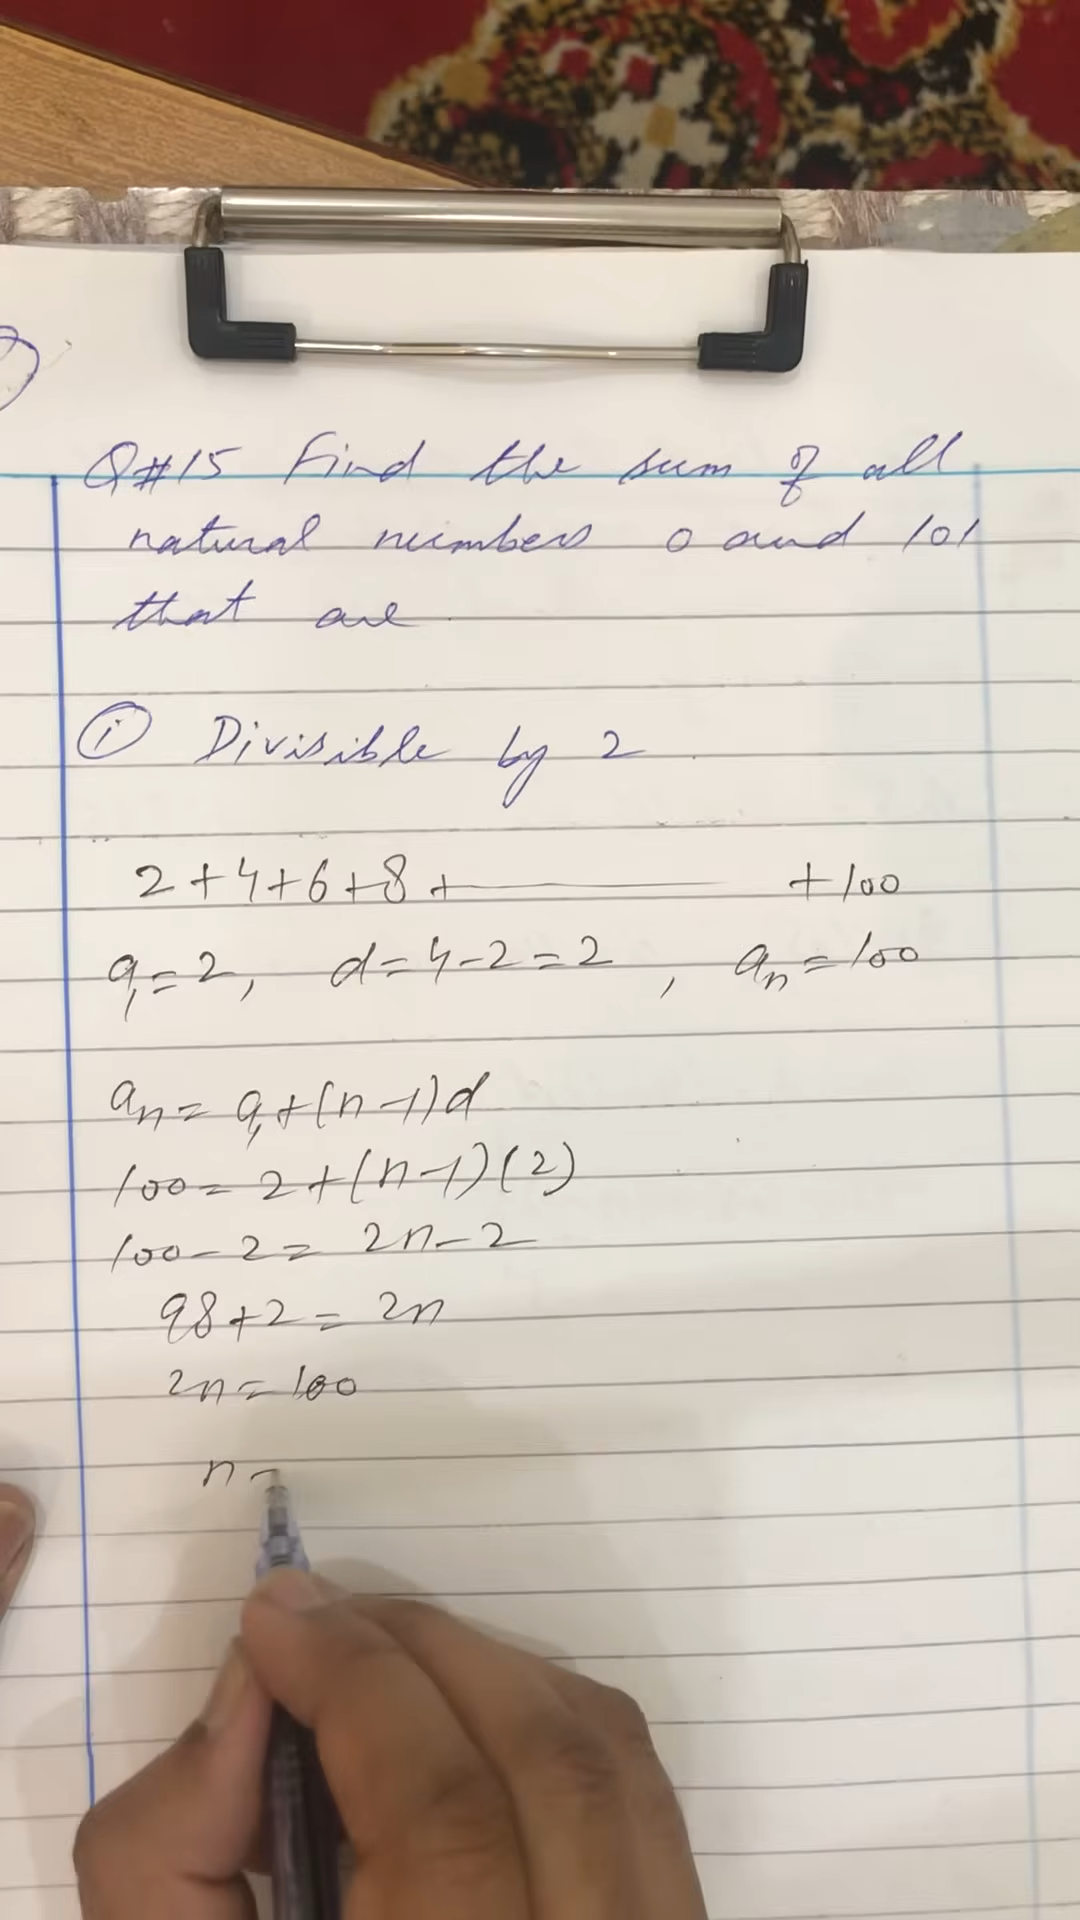 Q#15 Find the sum of all
natural numbers 0 and 101
that are
(i) Divisible by 2
2+4+6+8+———— +100
a₁=2, d=4-2=2, aₙ=100
aₙ= a₁+(n-1)d
100= 2+(n-1)(2)
100-2= 2n-2
98+2= 2n
2n=100
n